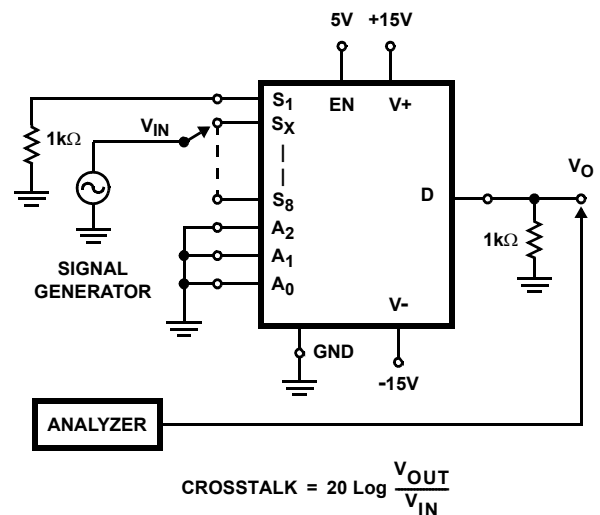 5V +15V
S1
EN V+
1kΩ
VIN
SX
S8
D
VO
A2
A1
A0
1kΩ
SIGNAL
GENERATOR
V-
GND
-15V
ANALYZER
CROSSTALK = 20 Log VOUT
VIN